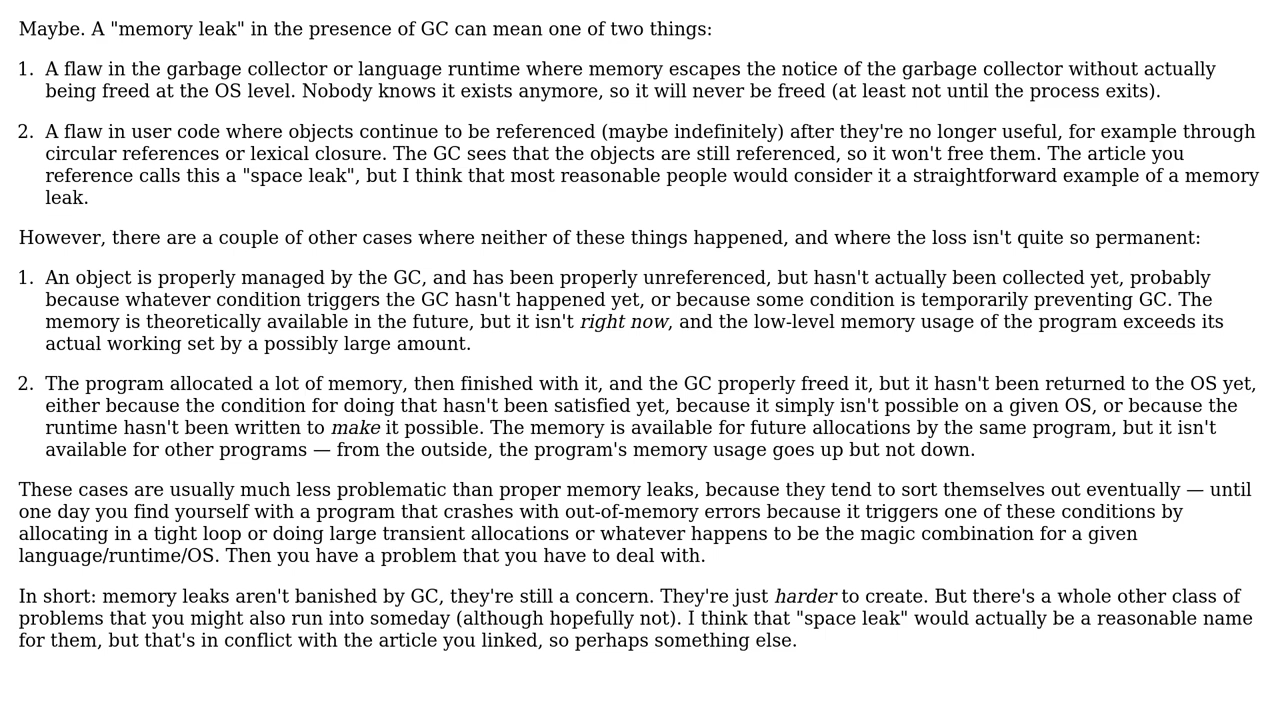 Maybe. A "memory leak" in the presence of GC can mean one of two things:
1. A flaw in the garbage collector or language runtime where memory escapes the notice of the garbage collector without actually
being freed at the OS level. Nobody knows it exists anymore, so it will never be freed (at least not until the process exits).
2. A flaw in user code where objects continue to be referenced (maybe indefinitely) after they're no longer useful, for example through
circular references or lexical closure. The GC sees that the objects are still referenced, so it won't free them. The article you
reference calls this a "space leak", but I think that most reasonable people would consider it a straightforward example of a memory
leak.
However, there are a couple of other cases where neither of these things happened, and where the loss isn't quite so permanent:
1. An object is properly managed by the GC, and has been properly unreferenced, but hasn't actually been collected yet, probably
because whatever condition triggers the GC hasn't happened yet, or because some condition is temporarily preventing GC. The
memory is theoretically available in the future, but it isn't right now, and the low-level memory usage of the program exceeds its
actual working set by a possibly large amount.
2. The program allocated a lot of memory, then finished with it, and the GC properly freed it, but it hasn't been returned to the OS yet,
either because the condition for doing that hasn't been satisfied yet, because it simply isn't possible on a given OS, or because the
runtime hasn't been written to make it possible. The memory is available for future allocations by the same program, but it isn't
available for other programs — from the outside, the program's memory usage goes up but not down.
These cases are usually much less problematic than proper memory leaks, because they tend to sort themselves out eventually — until
one day you find yourself with a program that crashes with out-of-memory errors because it triggers one of these conditions by
allocating in a tight loop or doing large transient allocations or whatever happens to be the magic combination for a given
language/runtime/OS. Then you have a problem that you have to deal with.
In short: memory leaks aren't banished by GC, they're still a concern. They're just harder to create. But there's a whole other class of
problems that you might also run into someday (although hopefully not). I think that "space leak" would actually be a reasonable name
for them, but that's in conflict with the article you linked, so perhaps something else.